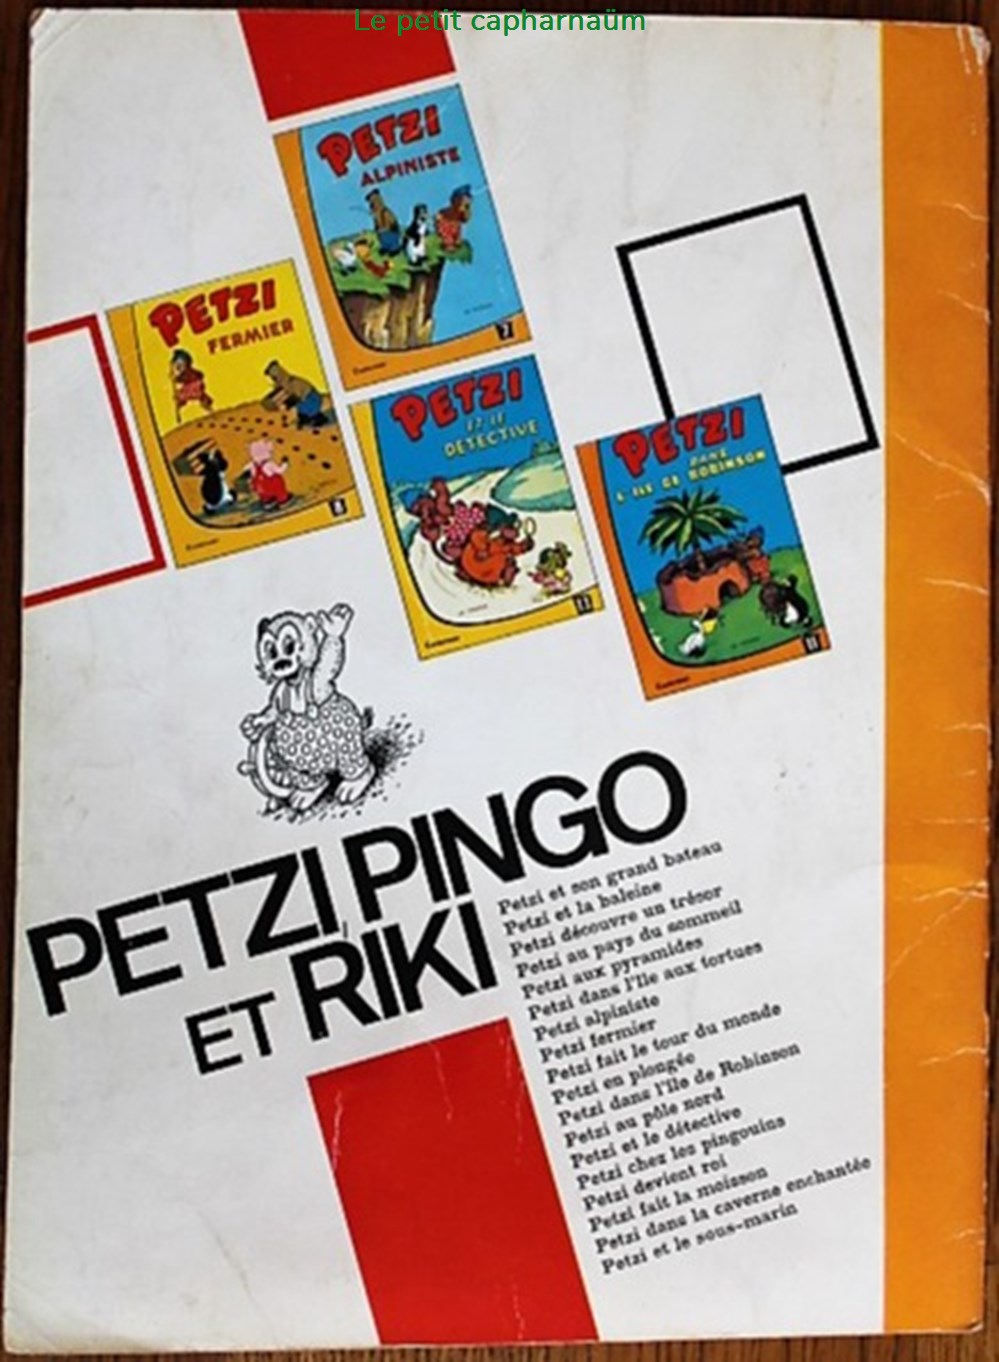 Le petit capharnaüm
PETZI
ALPINISTE
7
PETZI
FERMIER
8
PETZI
ET LE
DÉTECTIVE
13
PETZI
DANS
L'ILE DE ROBINSON
11
PETZI, PINGO
ET RIKI
Petzi et son grand bateau
Petzi et la baleine
Petzi découvre un trésor
Petzi au pays du sommeil
Petzi aux pyramides
Petzi dans l'île aux tortues
Petzi alpiniste
Petzi fermier
Petzi fait le tour du monde
Petzi en plongée
Petzi dans l'île de Robinson
Petzi au pôle nord
Petzi et le détective
Petzi chez les pingouins
Petzi devient roi
Petzi fait la moisson
Petzi dans la caverne enchantée
Petzi et le sous-marin